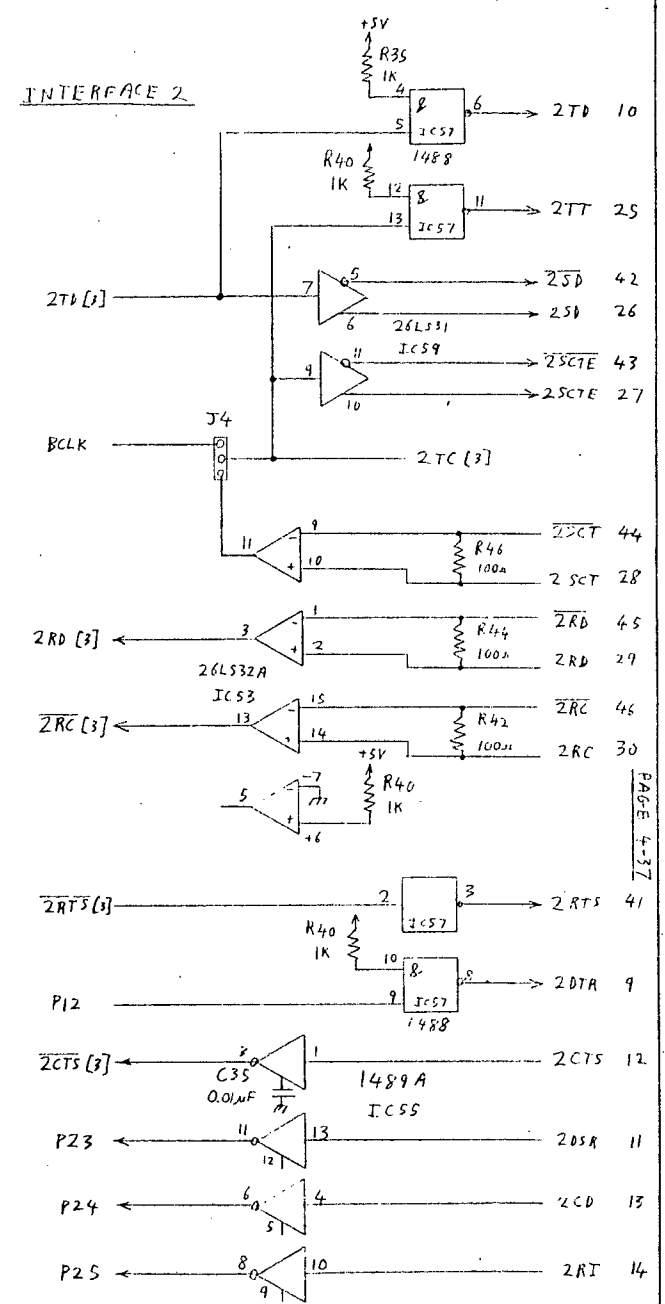 INTERFACE 2
+5V
R35
1K
4
&
6
2TD 10
5
IC57
1488
R40
1K
12
&
11
2TT 25
13
IC57
2TD [3]
7
5
2SD 42
6
2SD 26
26LS31
IC59
9
11
2SCTE 43
10
2SCTE 27
J4
BCLK
2TC [3]
11
9
2SCT 44
10
R46
100Ω
2SCT 28
2RD [3]
3
1
2RD 45
2
R44
100Ω
2RD 29
26LS32A
IC53
2RC [3]
13
15
2RC 46
14
R42
100Ω
2RC 30
+5V
5
-7
R40
1K
+6
PAGE 4-37
2RTS [3]
2
3
2RTS 41
IC57
R40
1K
10
&
8
2DTR 9
P12
9
IC57
1488
2CTS [3]
3
1
2CTS 12
C35
0.01µF
1489A
IC55
P23
11
13
2DSR 11
12
P24
6
4
2CD 13
5
P25
8
10
2RI 14
9